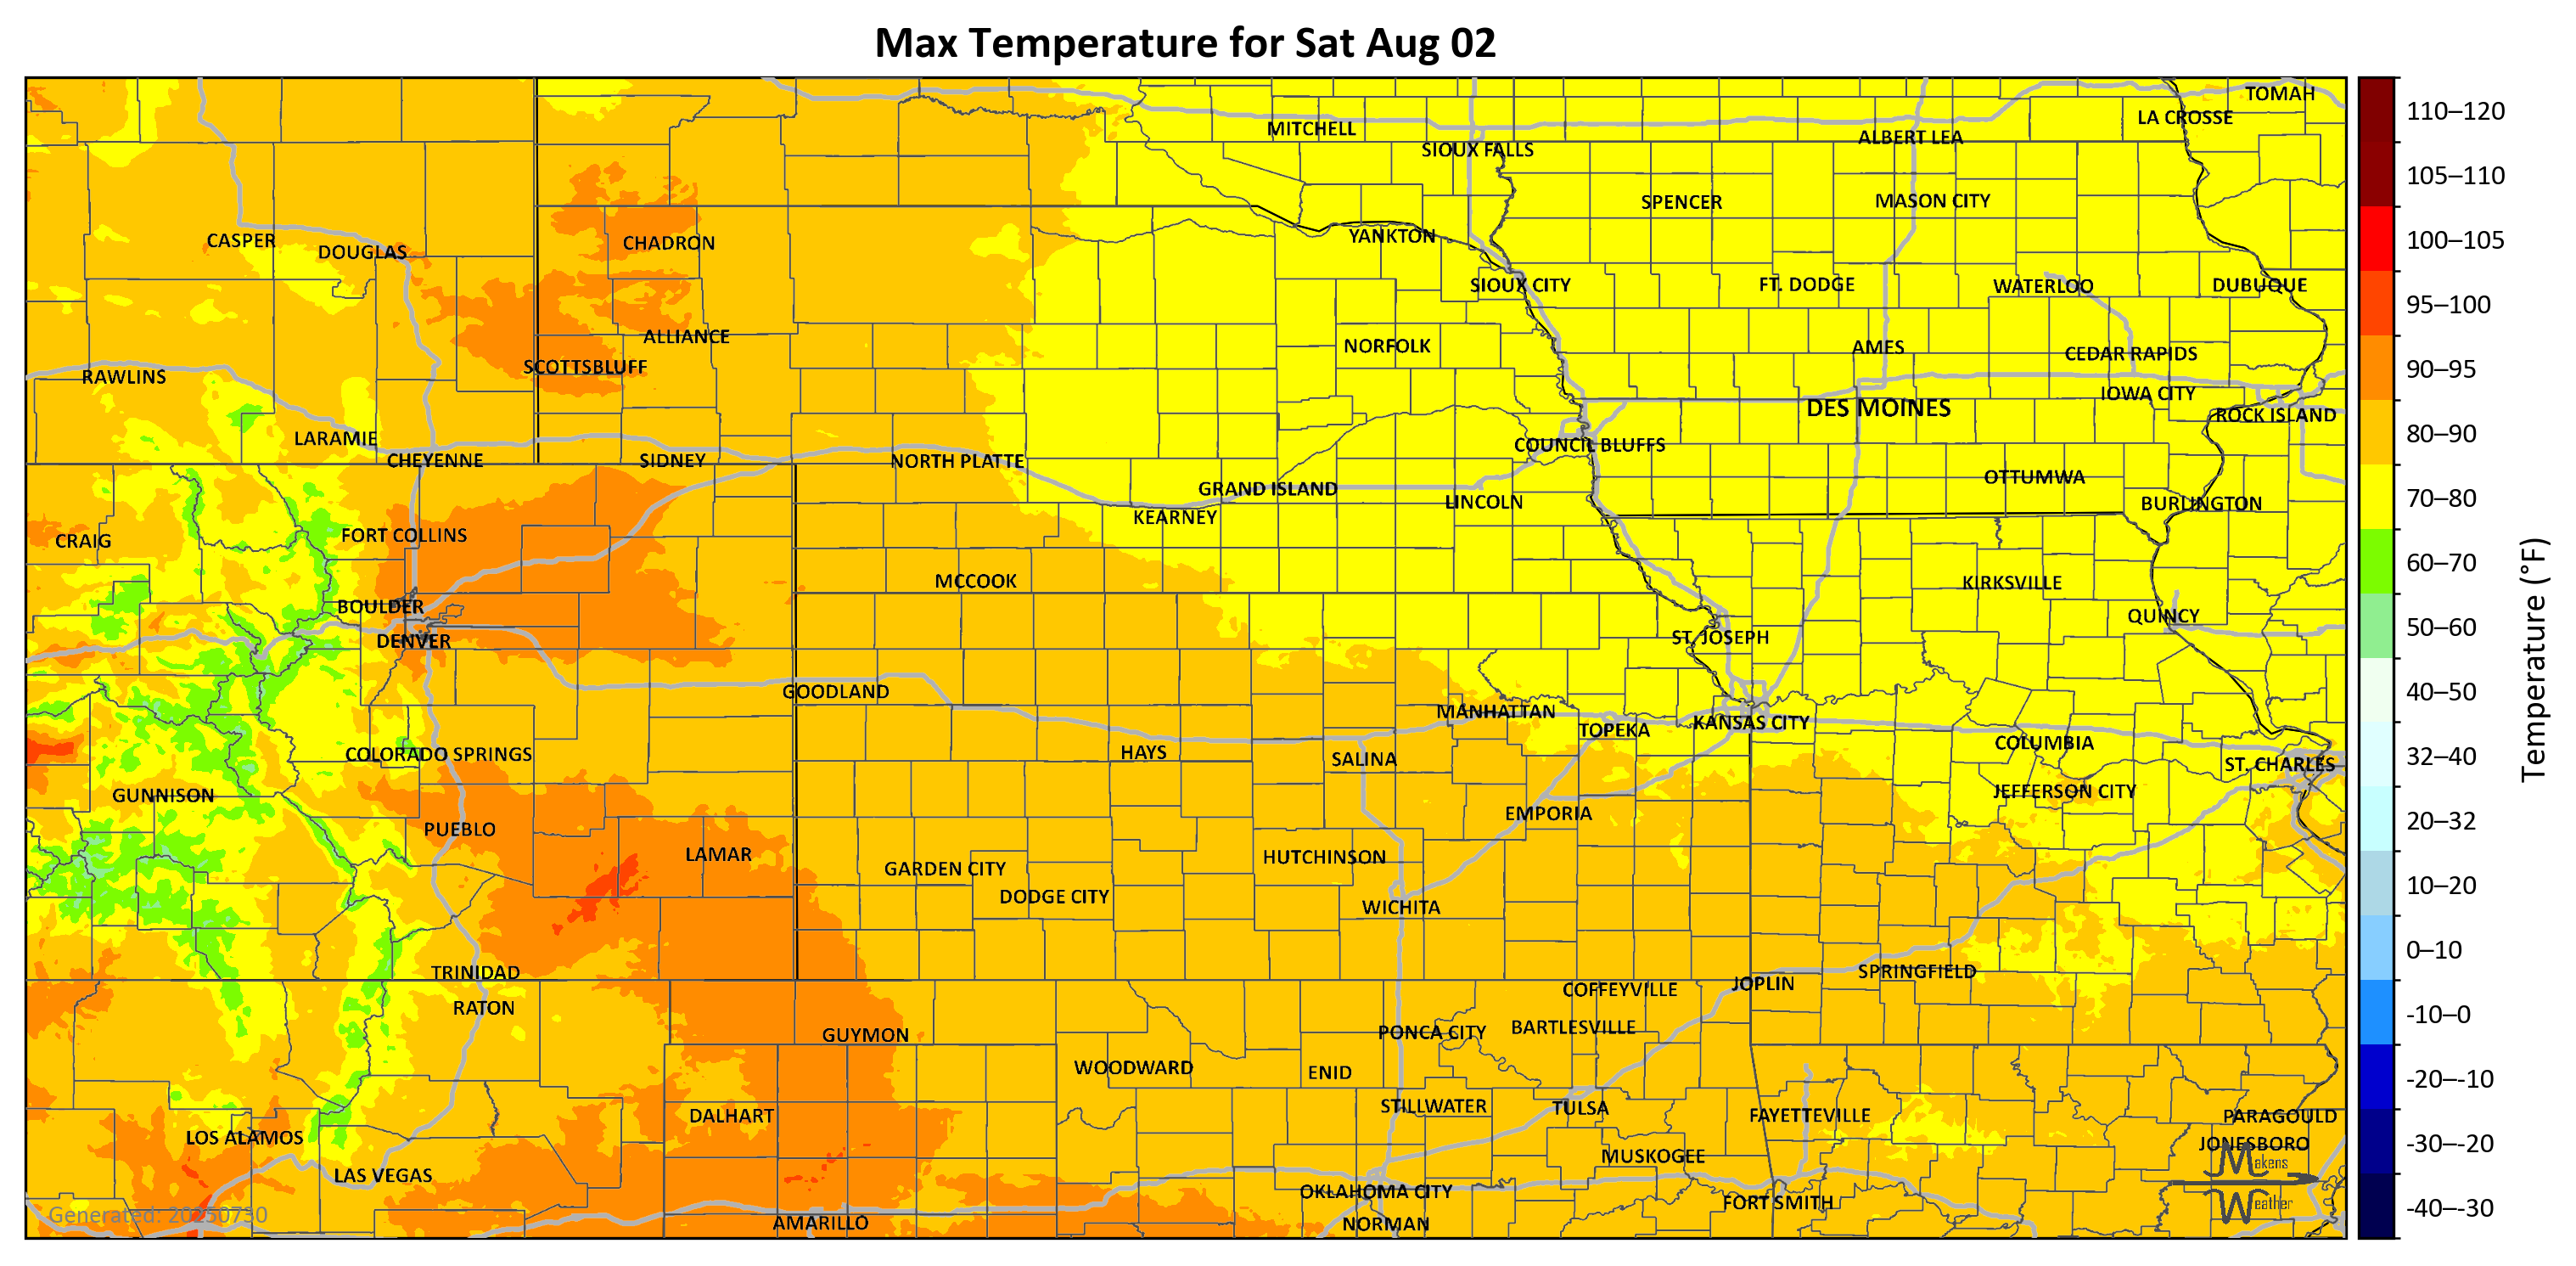 Max Temperature for Sat Aug 02
TOMAH
LA CROSSE
MITCHELL
ALBERT LEA
SIOUX FALLS
SPENCER
MASON CITY
CASPER
DOUGLAS
CHADRON
YANKTON
SIOUX CITY
FT. DODGE
WATERLOO
DUBUQUE
ALLIANCE
NORFOLK
AMES
CEDAR RAPIDS
SCOTTSBLUFF
RAWLINS
IOWA CITY
DES MOINES
ROCK ISLAND
LARAMIE
COUNCIL BLUFFS
CHEYENNE
SIDNEY
NORTH PLATTE
OTTUMWA
GRAND ISLAND
LINCOLN
BURLINGTON
KEARNEY
FORT COLLINS
CRAIG
MCCOOK
KIRKSVILLE
BOULDER
QUINCY
DENVER
ST. JOSEPH
GOODLAND
MANHATTAN
KANSAS CITY
TOPEKA
COLUMBIA
HAYS
COLORADO SPRINGS
SALINA
ST. CHARLES
GUNNISON
JEFFERSON CITY
EMPORIA
PUEBLO
LAMAR
HUTCHINSON
GARDEN CITY
DODGE CITY
WICHITA
TRINIDAD
SPRINGFIELD
JOPLIN
COFFEYVILLE
RATON
BARTLESVILLE
PONCA CITY
GUYMON
WOODWARD
ENID
STILLWATER
TULSA
DALHART
FAYETTEVILLE
PARAGOULD
LOS ALAMOS
JONESBORO
MUSKOGEE
LAS VEGAS
OKLAHOMA CITY
FORT SMITH
AMARILLO
NORMAN
Generated: 20250730
Makens
Weather
110–120
105–110
100–105
95–100
90–95
80–90
70–80
60–70
50–60
40–50
32–40
20–32
10–20
0–10
-10–0
-20–-10
-30–-20
-40–-30
Temperature (°F)